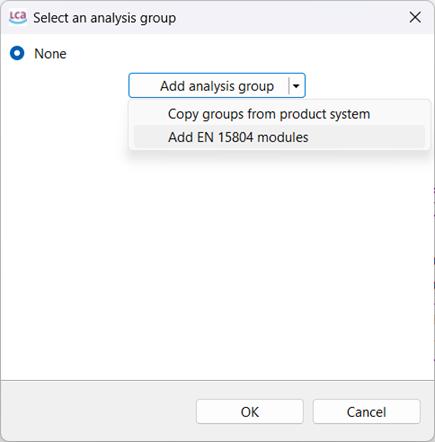 LCA Select an analysis group
None
Add analysis group
Copy groups from product system
Add EN 15804 modules
OK Cancel